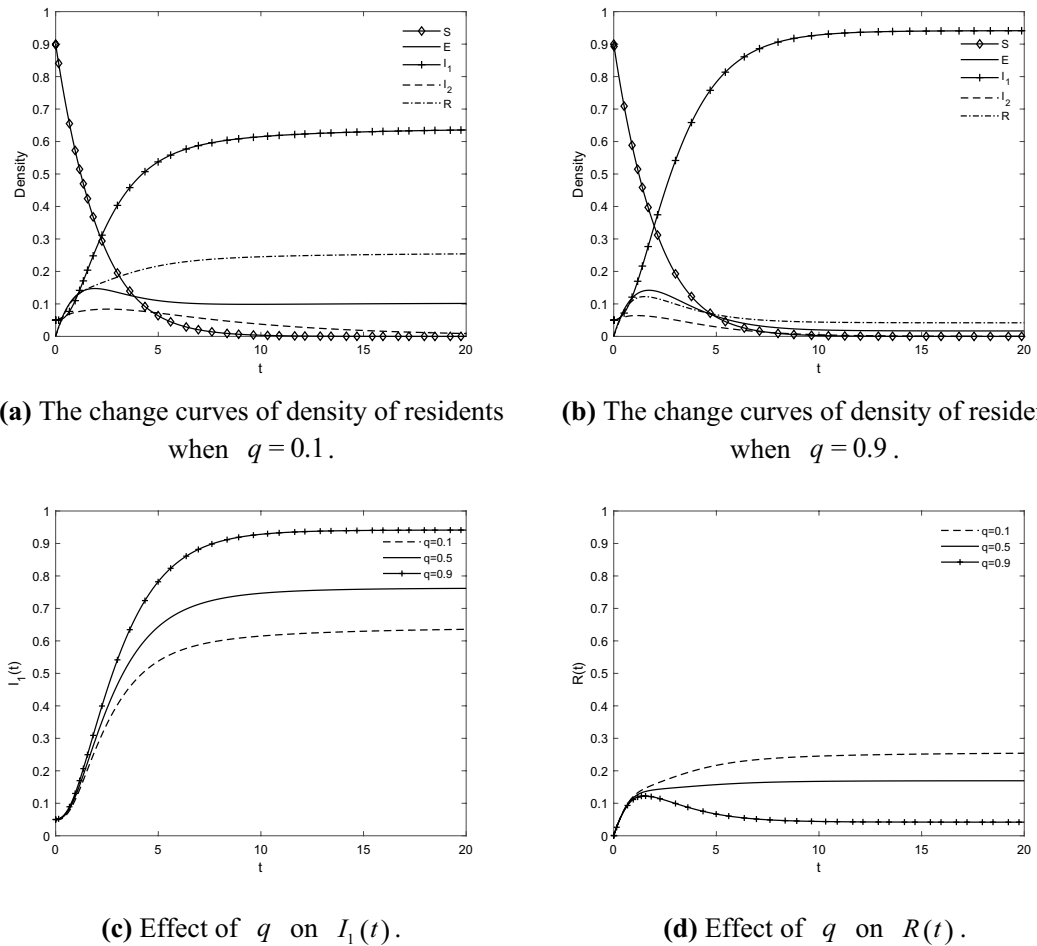 1
0.9
0.8
0.7
0.6
0.5
0.4
0.3
0.2
0.1
0
Density
0 5 10 15 20
t
S
E
I₁
I₂
R
1
0.9
0.8
0.7
0.6
0.5
0.4
0.3
0.2
0.1
0
Density
0 5 10 15 20
t
S
E
I₁
I₂
R
(a) The change curves of density of residents
when q = 0.1.
(b) The change curves of density of reside
when q = 0.9.
1
0.9
0.8
0.7
0.6
0.5
0.4
0.3
0.2
0.1
0
I₁(t)
0 5 10 15 20
t
q=0.1
q=0.5
q=0.9
1
0.9
0.8
0.7
0.6
0.5
0.4
0.3
0.2
0.1
0
R(t)
0 5 10 15 20
t
q=0.1
q=0.5
q=0.9
(c) Effect of q on I₁(t).
(d) Effect of q on R(t).